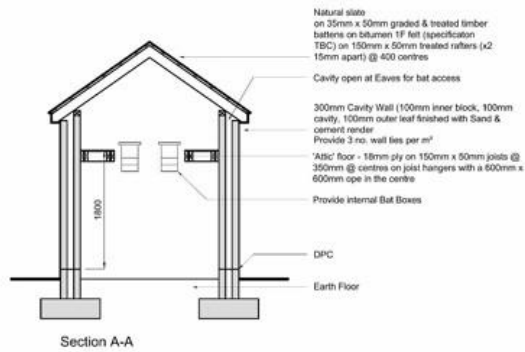 Natural slate
on 35mm x 50mm graded & treated timber
battens on bitumen 1F felt (specificaton
TBC) on 150mm x 50mm treated rafters (x2
15mm apart) @ 400 centres
Cavity open at Eaves for bat access
300mm Cavity Wall (100mm inner block, 100mm
cavity, 100mm outer leaf finished with Sand &
cement render
Provide 3 no. wall ties per m²
'Attic' floor - 18mm ply on 150mm x 50mm joists @
350mm @ centres on joist hangers with a 600mm x
600mm ope in the centre
1800
Provide internal Bat Boxes
DPC
Earth Floor
Section A-A